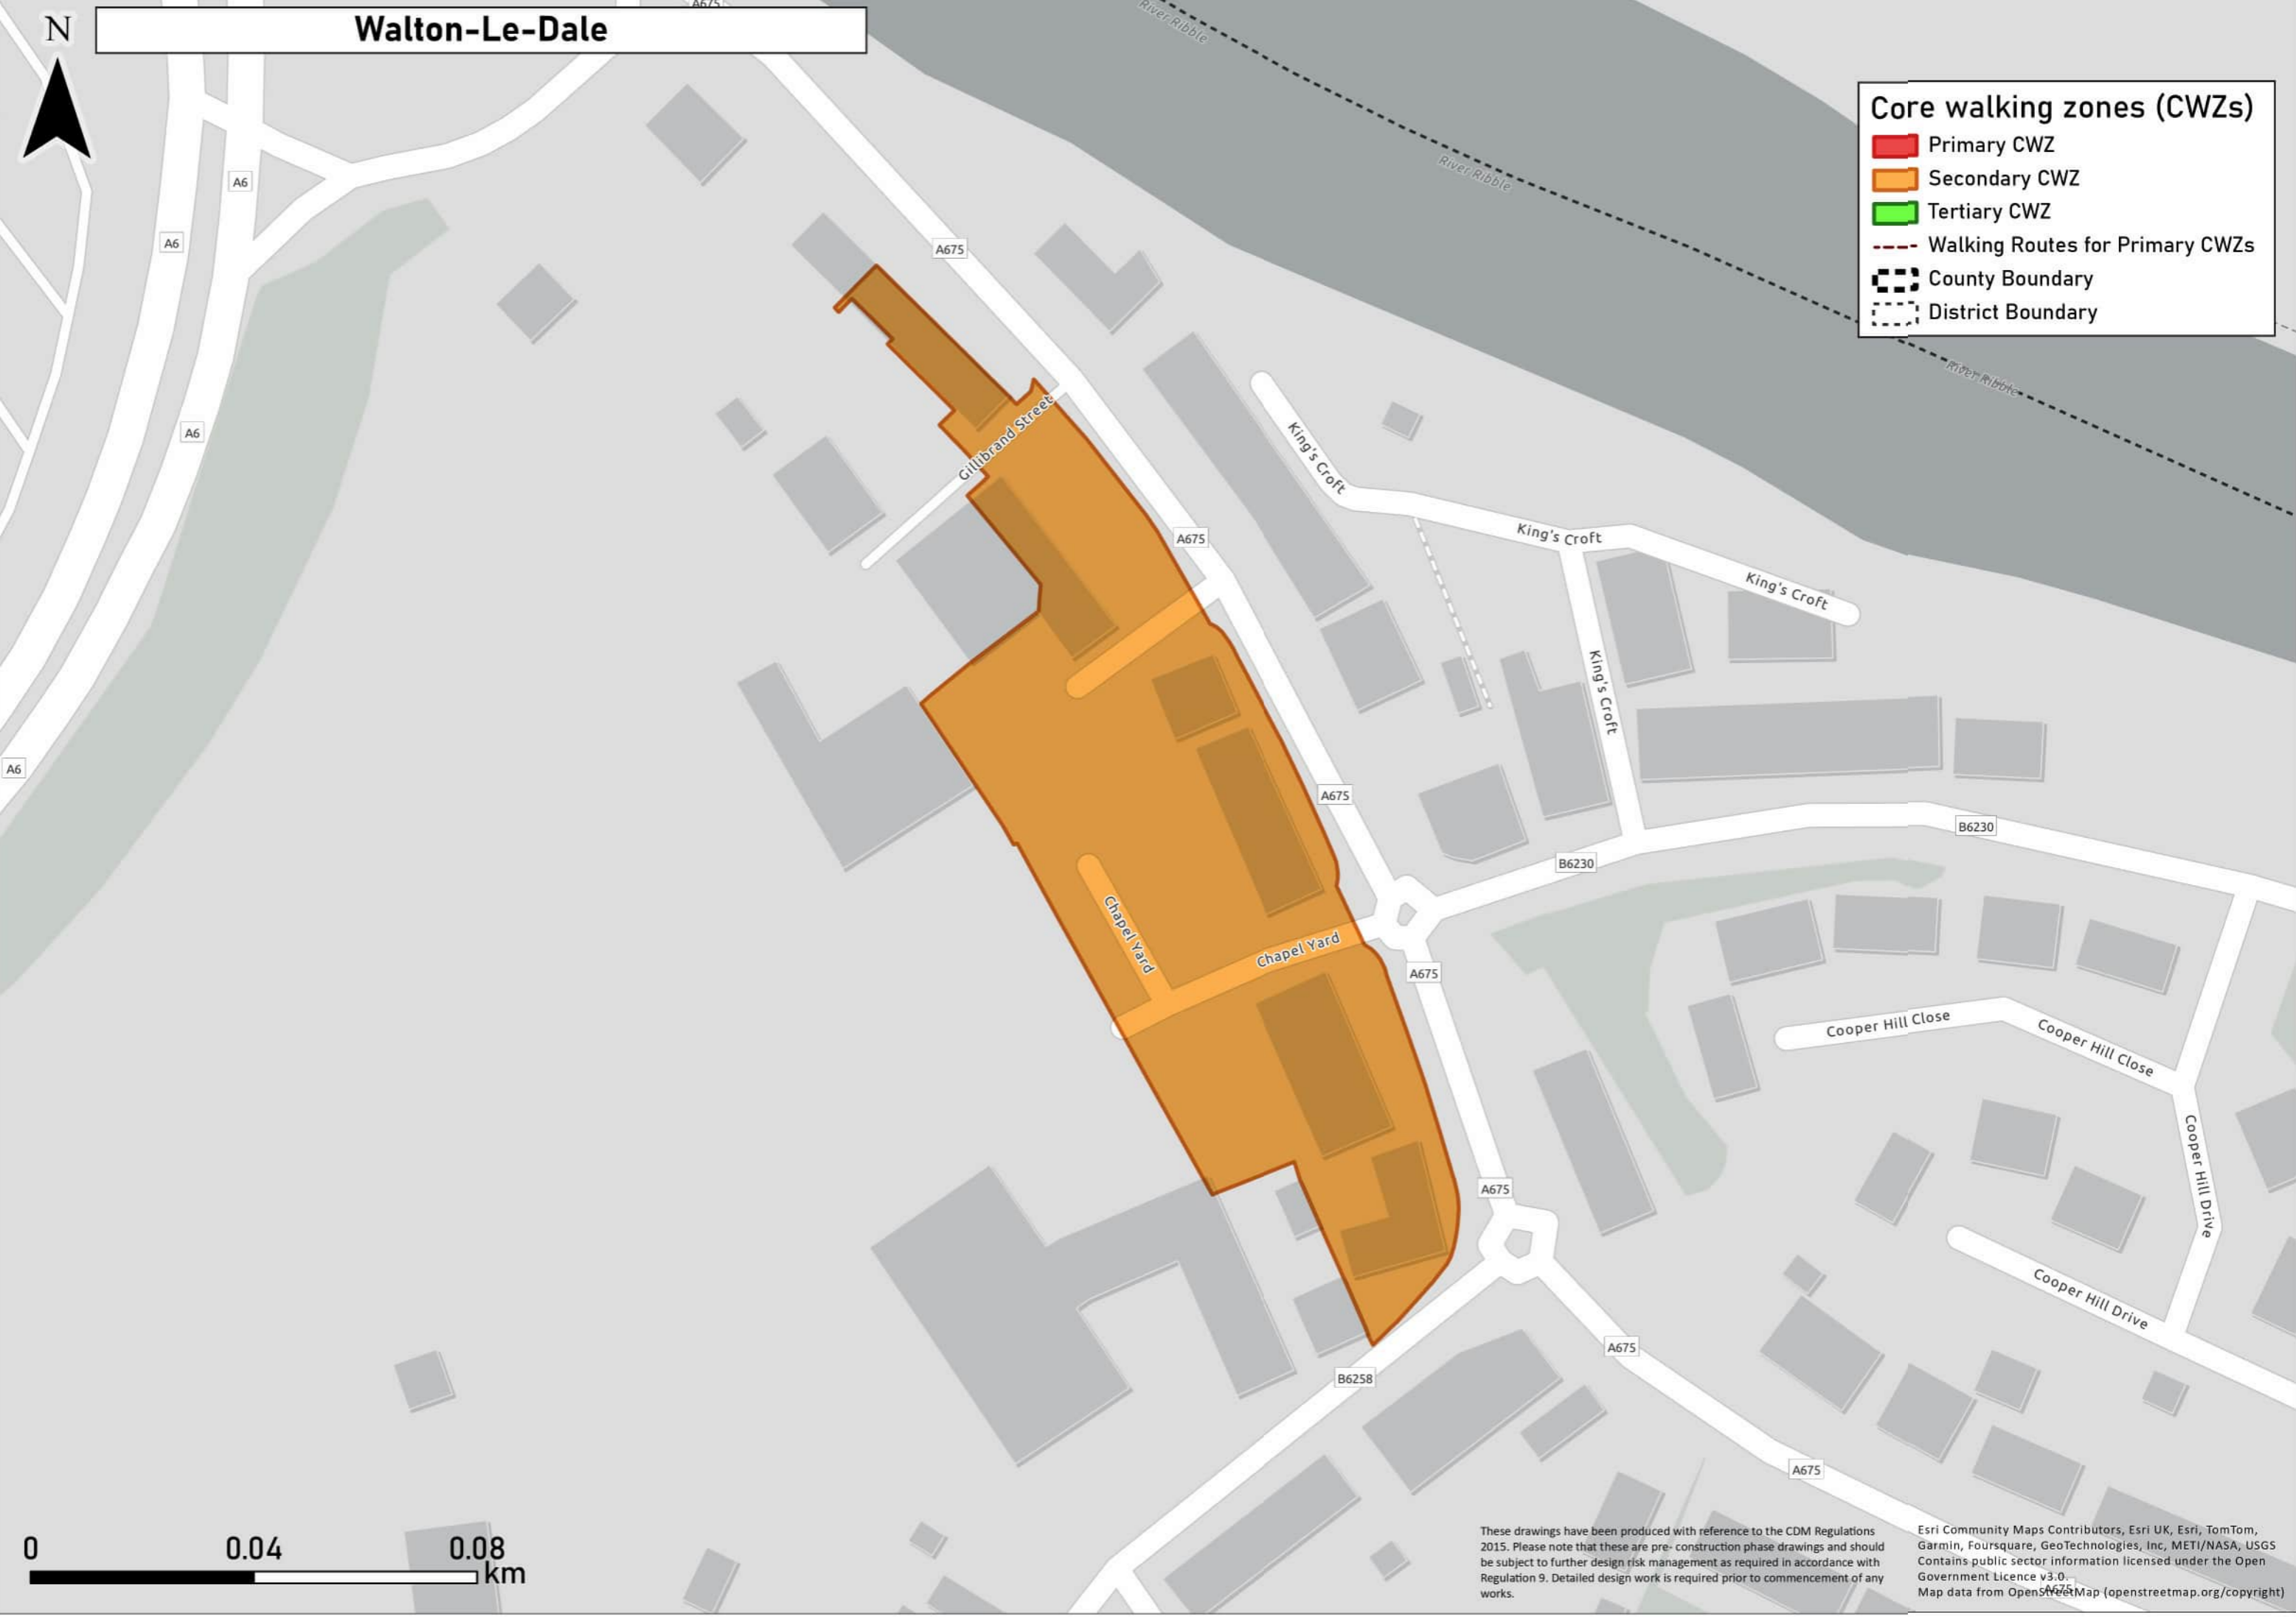 A675
N
Walton-Le-Dale
River Ribble
Core walking zones (CWZs)
Primary CWZ
Secondary CWZ
Tertiary CWZ
Walking Routes for Primary CWZs
County Boundary
District Boundary
River Ribble
A6
A6
A675
River Ribble
A6
Gillibrand Street
King's Croft
A675
King's Croft
King's Croft
King's Croft
A6
A675
B6230
B6230
Chapel Yard
Chapel Yard
A675
Cooper Hill Close
Cooper Hill Close
Cooper Hill Drive
A675
Cooper Hill Drive
A675
B6258
A675
0 0.04 0.08
km
These drawings have been produced with reference to the CDM Regulations
2015. Please note that these are pre- construction phase drawings and should
be subject to further design risk management as required in accordance with
Regulation 9. Detailed design work is required prior to commencement of any
works.
Esri Community Maps Contributors, Esri UK, Esri, TomTom,
Garmin, Foursquare, GeoTechnologies, Inc, METI/NASA, USGS
Contains public sector information licensed under the Open
Government Licence v3.0.
Map data from OpenStreetMap (openstreetmap.org/copyright)
A675